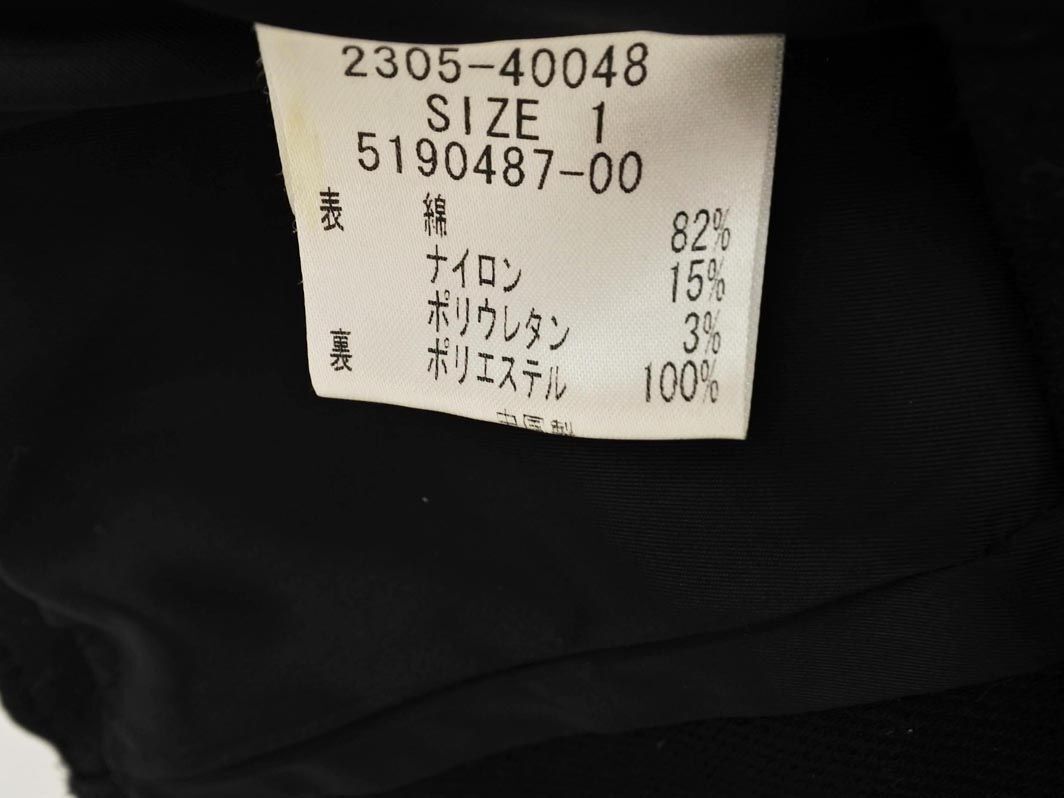 2305-40048
SIZE 1
5190487-00
表 綿 82%
ナイロン 15%
ポリウレタン 3%
裏 ポリエステル 100%